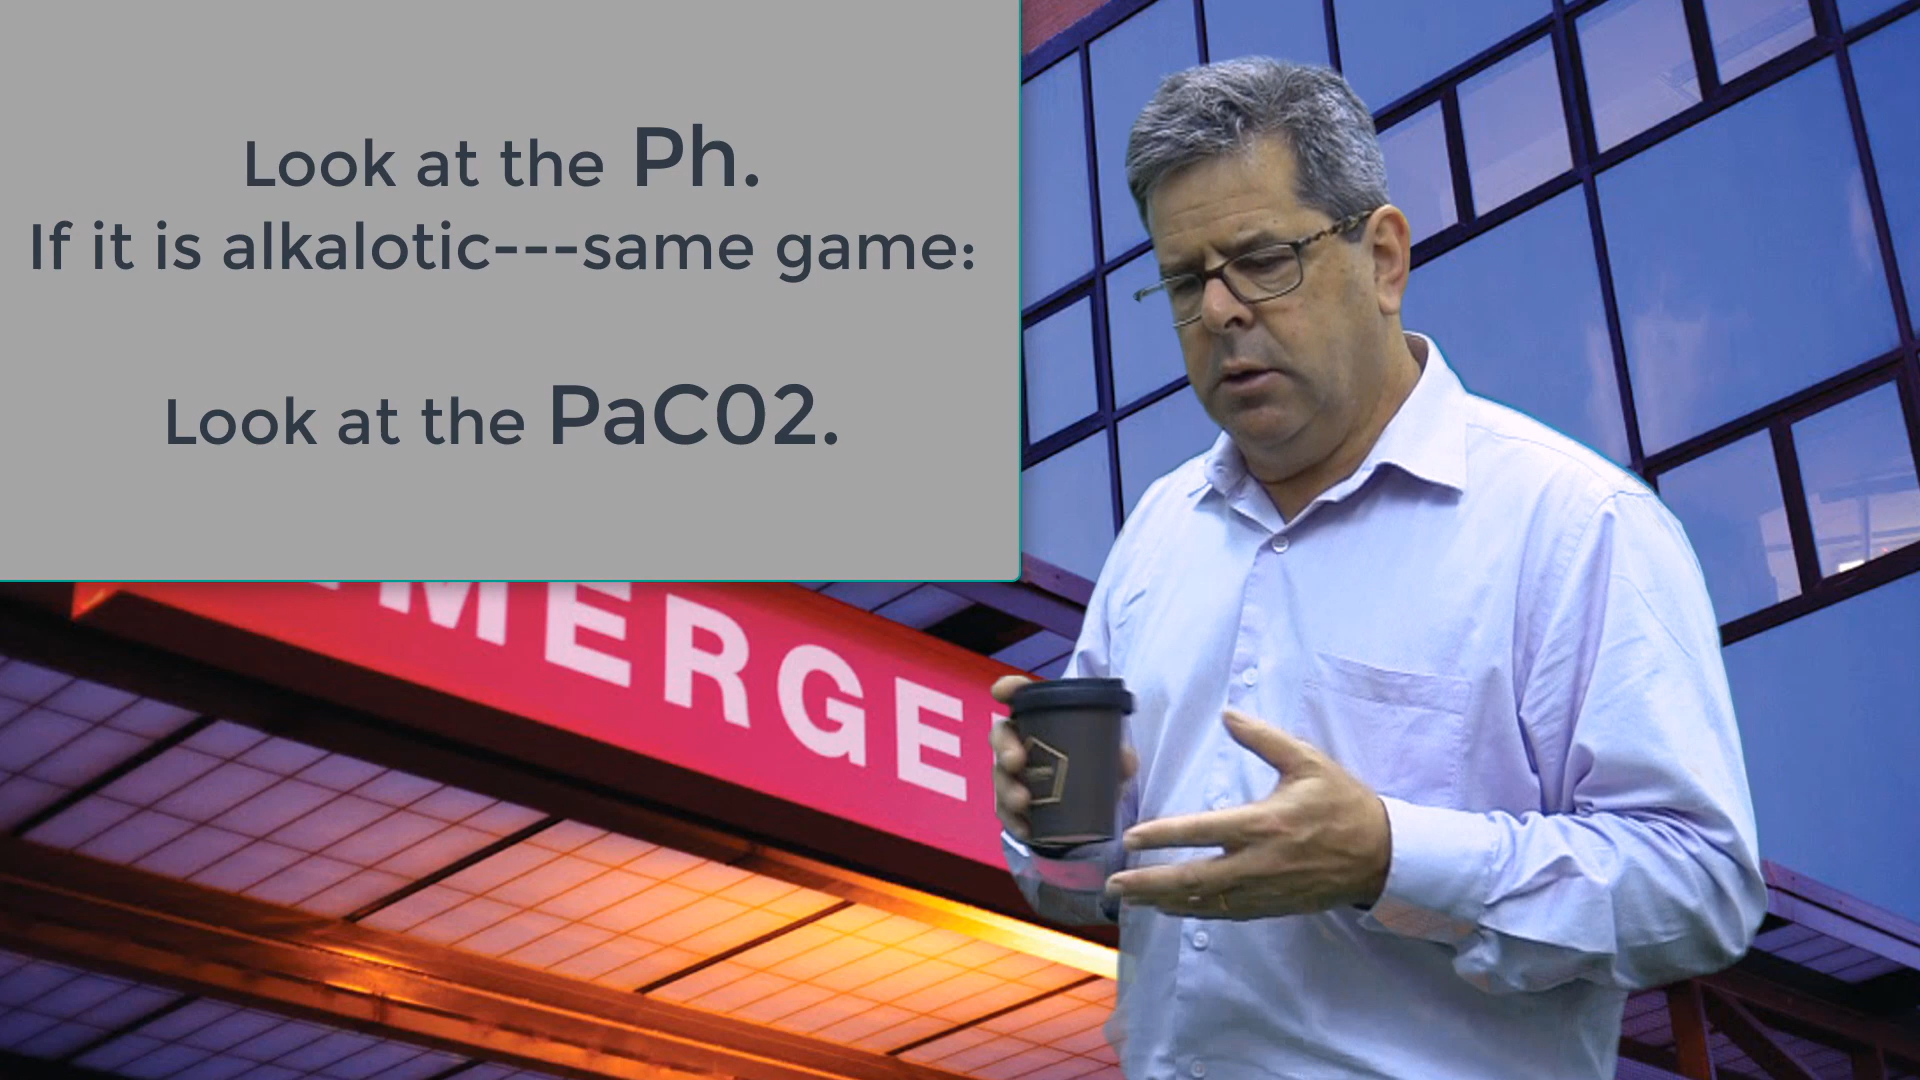 Look at the Ph.
If it is alkalotic---same game:
Look at the PaC02.
MERGE